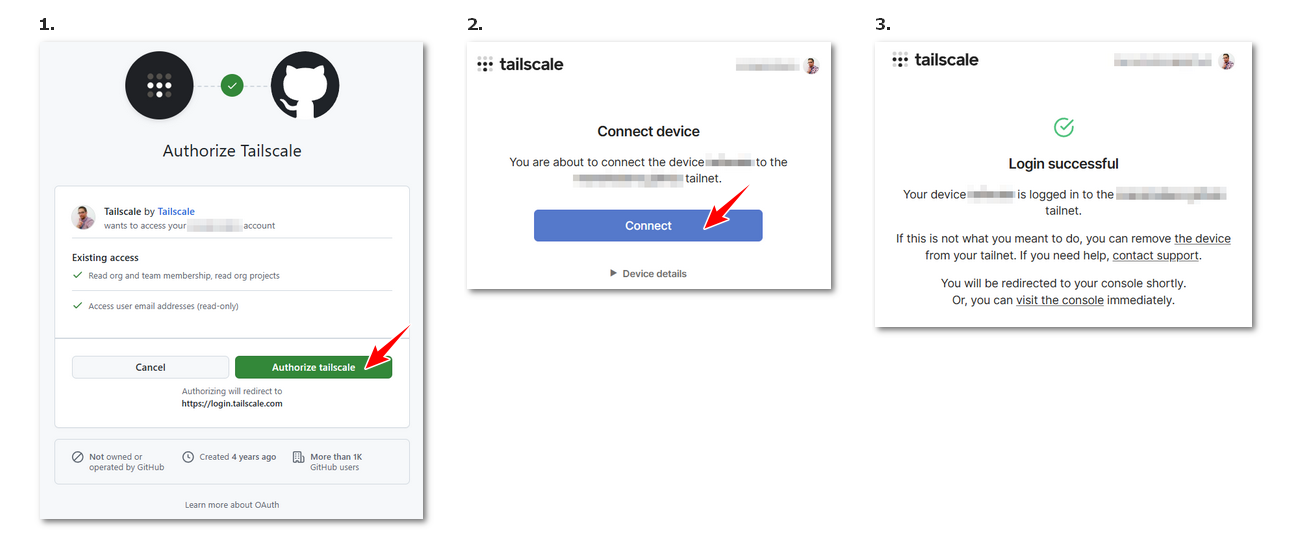 1.
Authorize Tailscale
Tailscale by Tailscale
wants to access your account
Existing access
Read org and team membership, read org projects
Access user email addresses (read-only)
Cancel
Authorize tailscale
Authorizing will redirect to
https://login.tailscale.com
Not owned or
operated by GitHub
Created 4 years ago
More than 1K
GitHub users
Learn more about OAuth
2.
tailscale
Connect device
You are about to connect the device to the
tailnet.
Connect
Device details
3.
tailscale
Login successful
Your device is logged in to the
tailnet.
If this is not what you meant to do, you can remove the device
from your tailnet. If you need help, contact support.
You will be redirected to your console shortly.
Or, you can visit the console immediately.